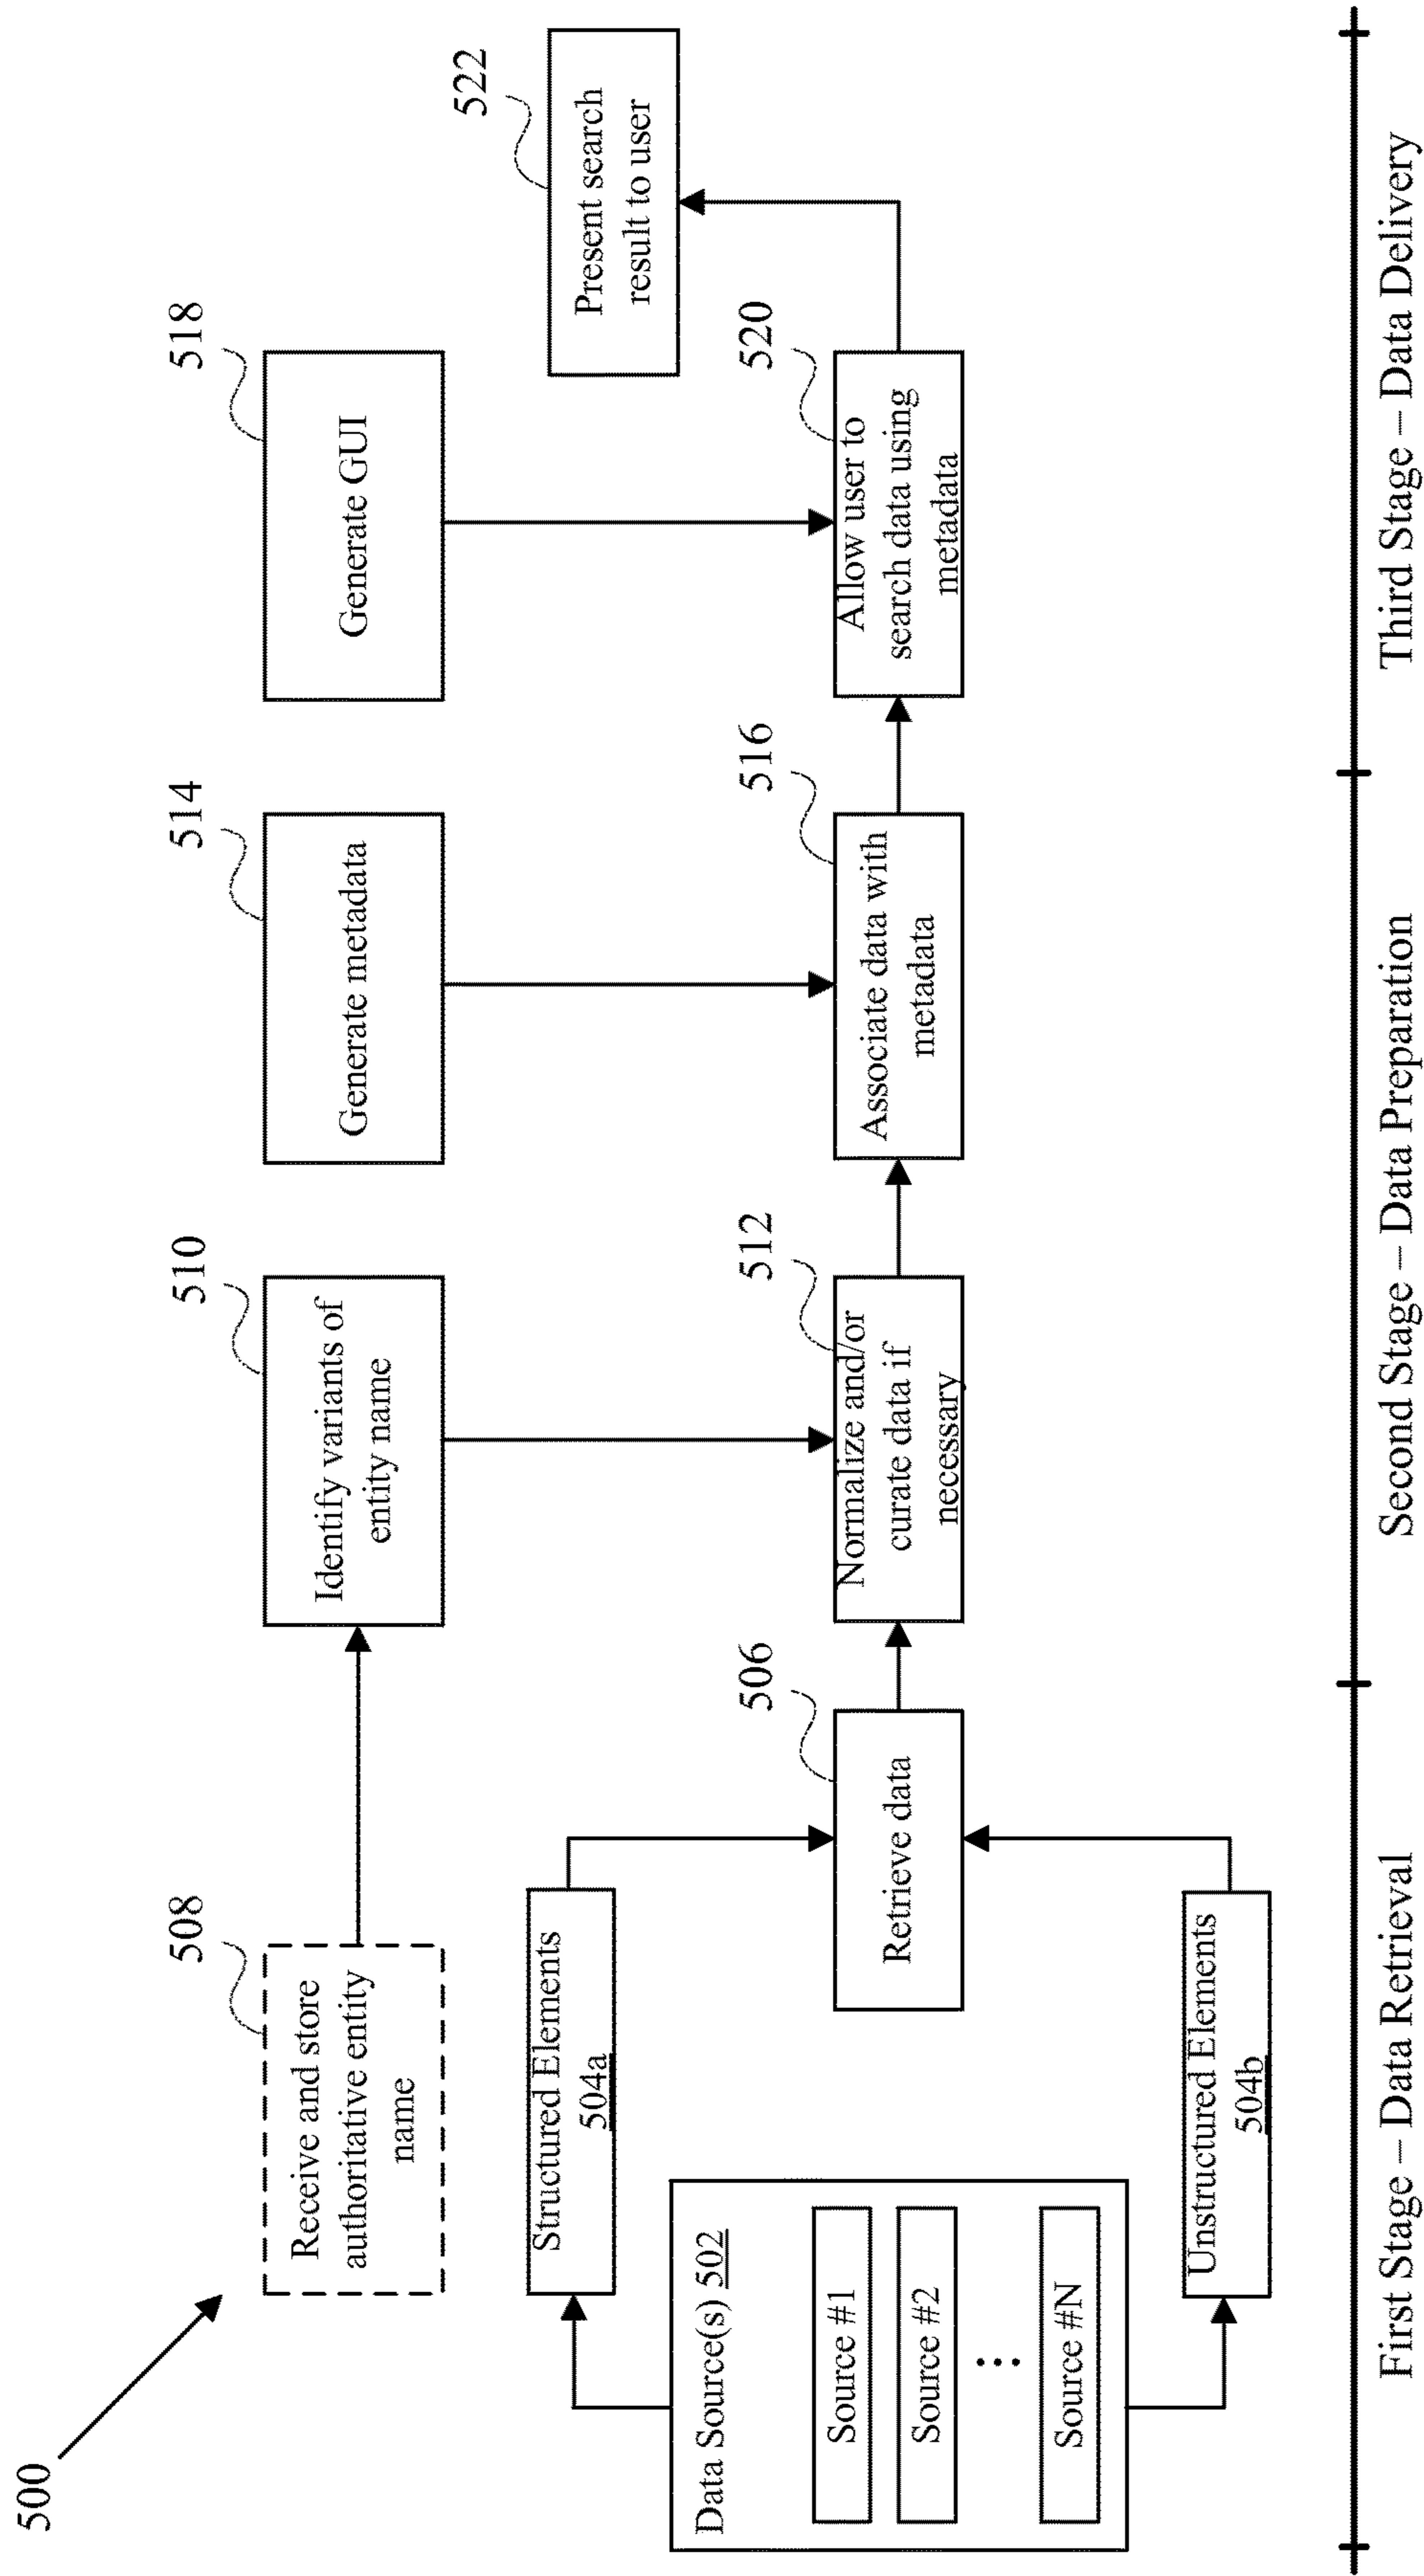 500
508
Receive and store
authoritative entity
name
510
Identify variants of
entity name
514
Generate metadata
518
Generate GUI
Structured Elements
504a
Data Source(s) 502
Source #1
Source #2
Source #N
Unstructured Elements
504b
506
Retrieve data
512
Normalize and/or
curate data if
necessary
516
Associate data with
metadata
520
Allow user to
search data using
metadata
522
Present search
result to user
First Stage – Data Retrieval
Second Stage – Data Preparation
Third Stage – Data Delivery